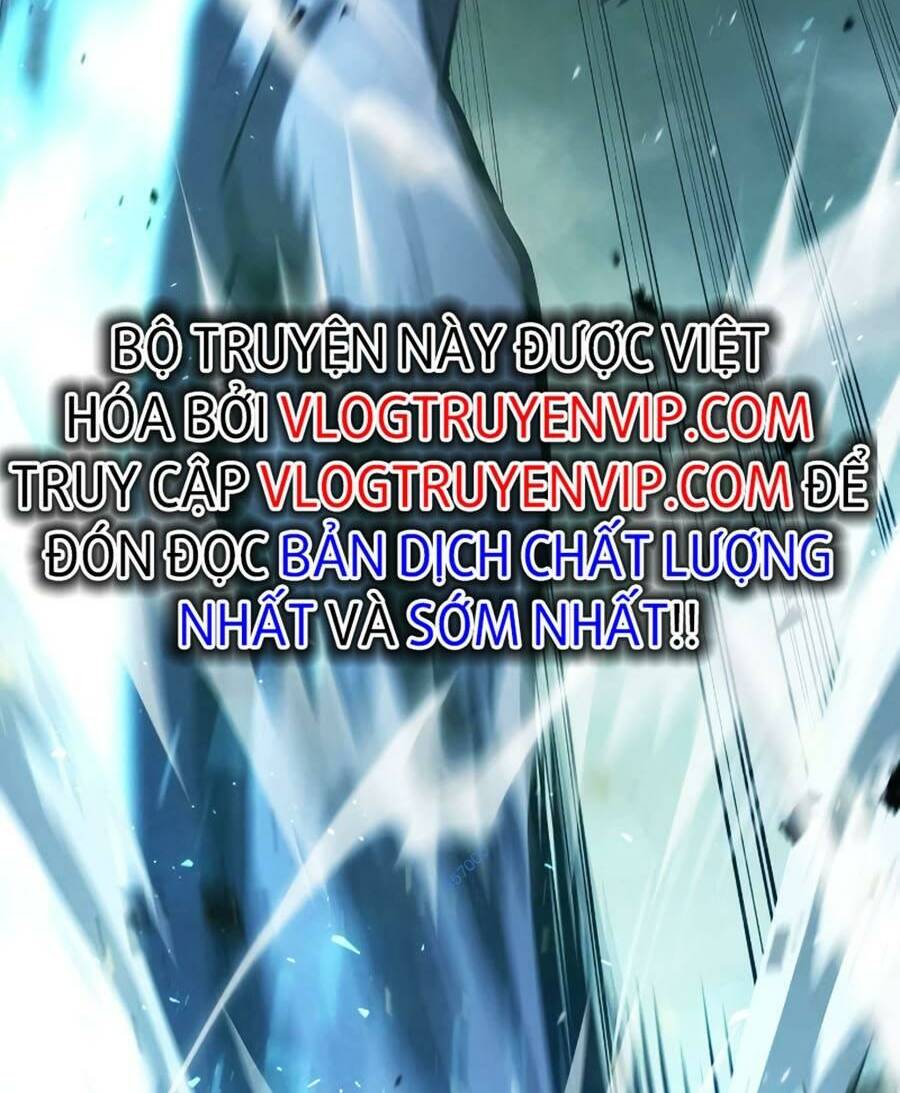 BỘ TRUYỆN NÀY ĐƯỢC VIỆT
HÓA BỞI VLOGTRUYENVIP.COM
TRUY CẬP VLOGTRUYENVIP.COM ĐỂ
ĐÓN ĐỌC BẢN DỊCH CHẤT LƯỢNG
NHẤT VÀ SỚM NHẤT!!